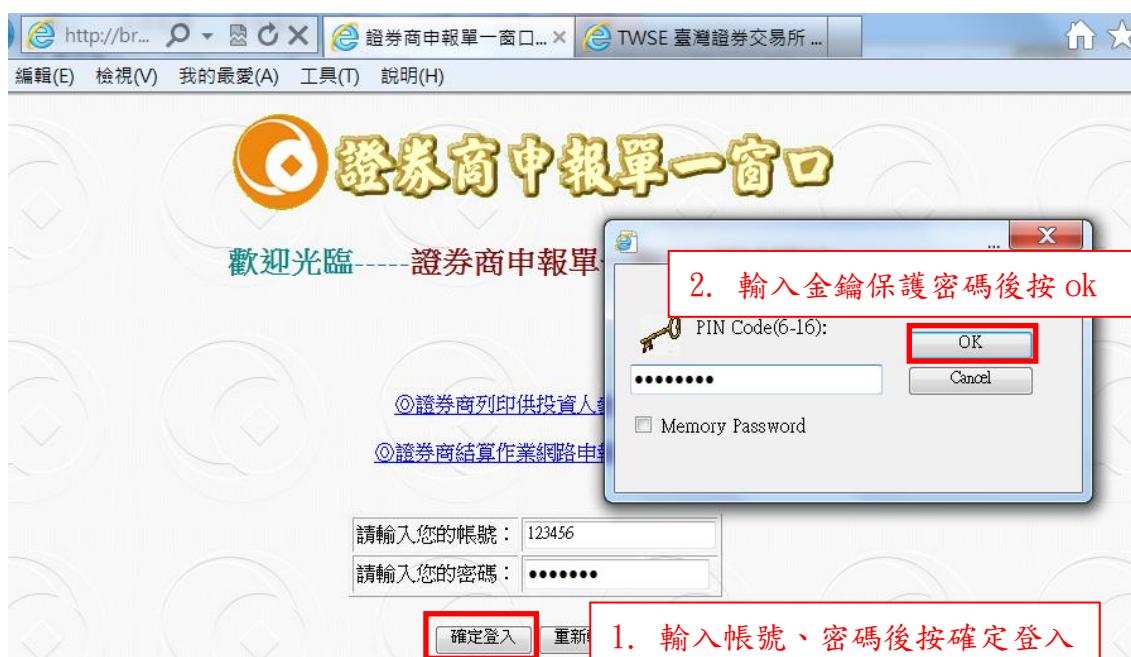 http://br...
證券商申報單一窗口...
TWSE 臺灣證券交易所 ...
編輯(E) 檢視(V) 我的最愛(A) 工具(T) 說明(H)
證券商申報單一窗口
歡迎光臨-----證券商申報單
...
X
2. 輸入金鑰保護密碼後按 ok
PIN Code(6-16):
OK
Cancel
Memory Password
◎證券商列印供投資人
◎證券商結算作業網路申
請輸入您的帳號： 123456
請輸入您的密碼： •••••••
確定登入 重新
1. 輸入帳號、密碼後按確定登入